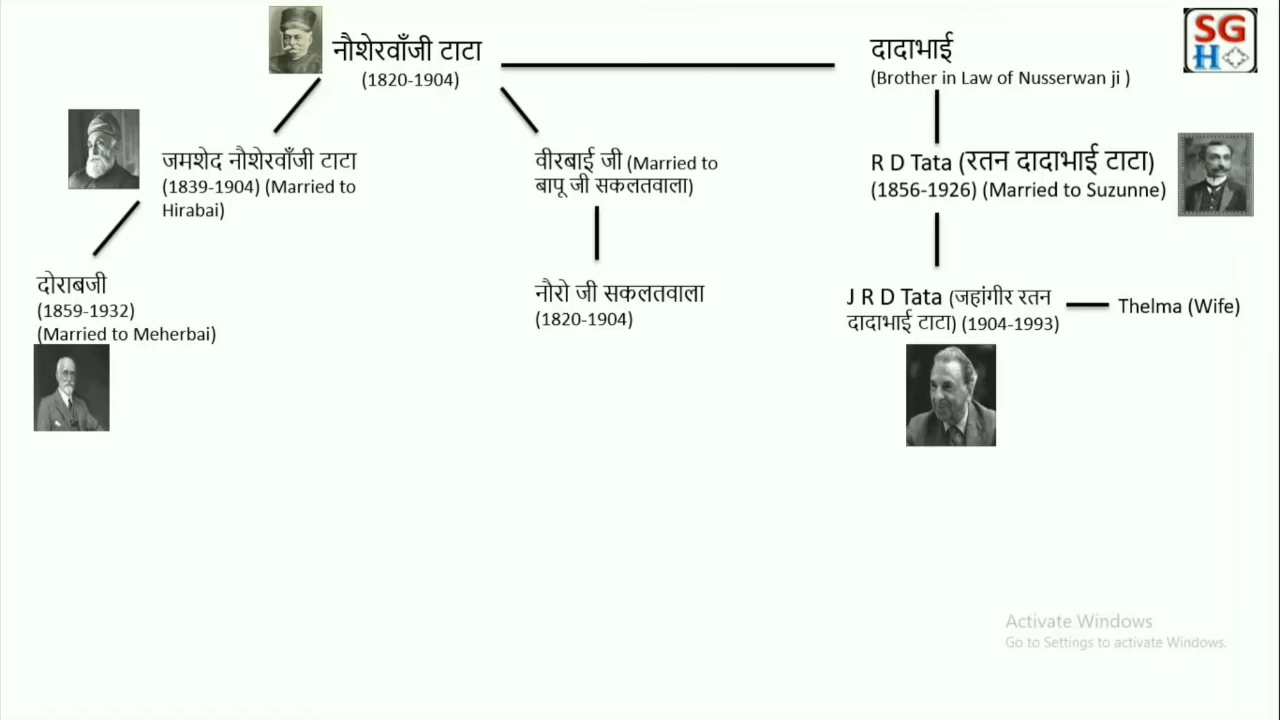 नौशेरवाँजी टाटा
(1820-1904)
दादाभाई
(Brother in Law of Nusserwan ji )
SG
H
जमशेद नौशेरवाँजी टाटा
(1839-1904) (Married to
Hirabai)
वीरबाई जी (Married to
बापू जी सकलतवाला)
R D Tata (रतन दादाभाई टाटा)
(1856-1926) (Married to Suzunne)
दोराबजी
(1859-1932)
(Married to Meherbai)
नौरो जी सकलतवाला
(1820-1904)
J R D Tata (जहांगीर रतन
दादाभाई टाटा) (1904-1993)
Thelma (Wife)
Activate Windows
Go to Settings to activate Windows.